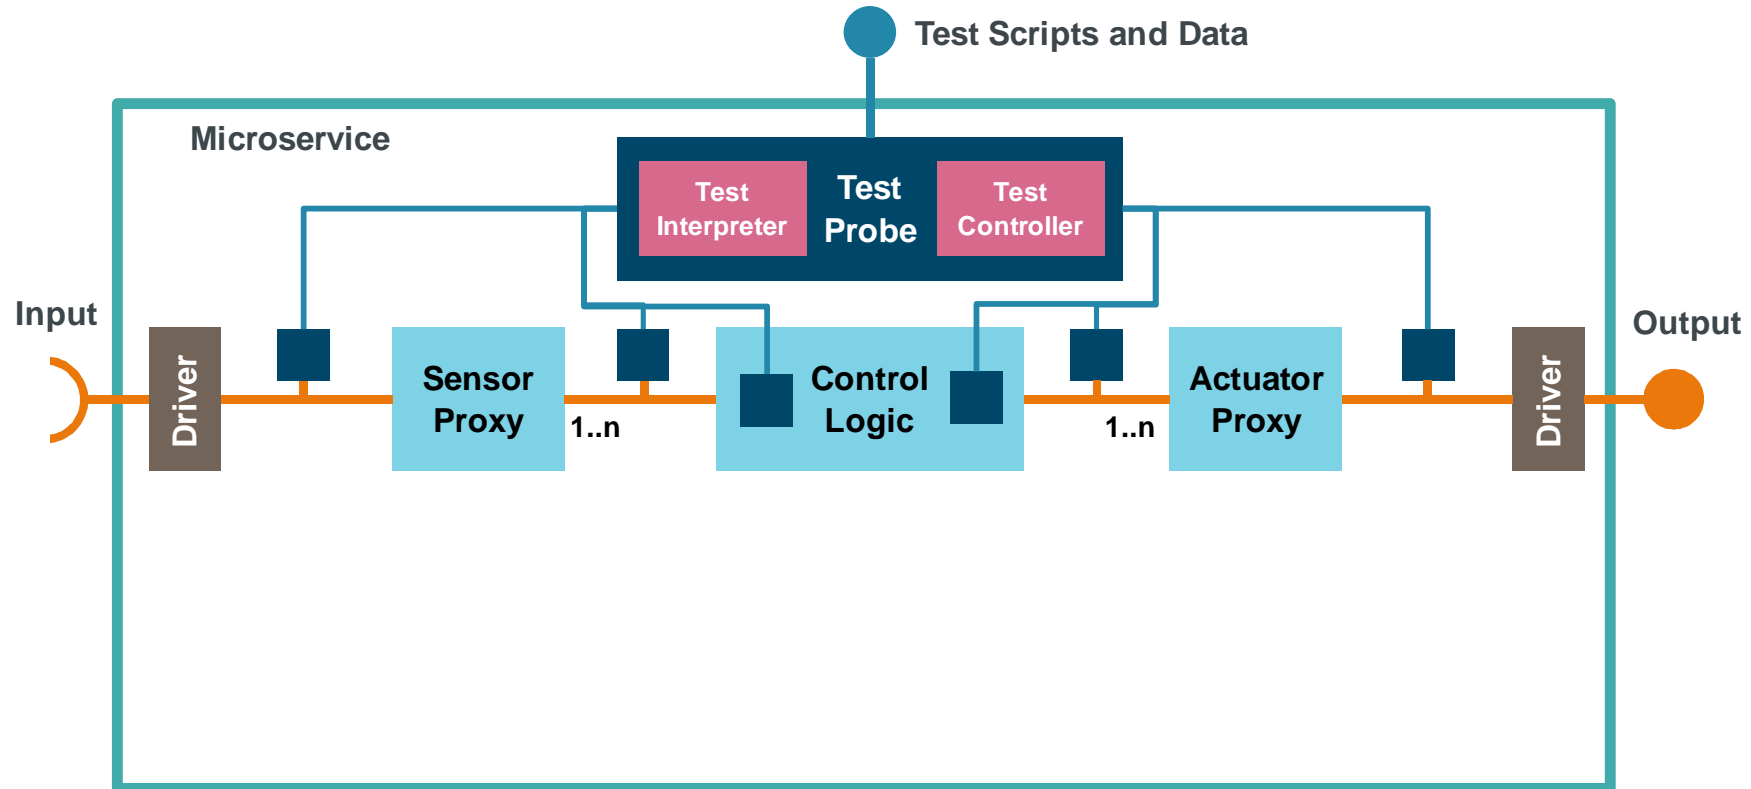 Test Scripts and Data
Microservice
Test
Interpreter
Test
Probe
Test
Controller
Input
Output
Driver
Sensor
Proxy
1..n
Control
Logic
1..n
Actuator
Proxy
Driver